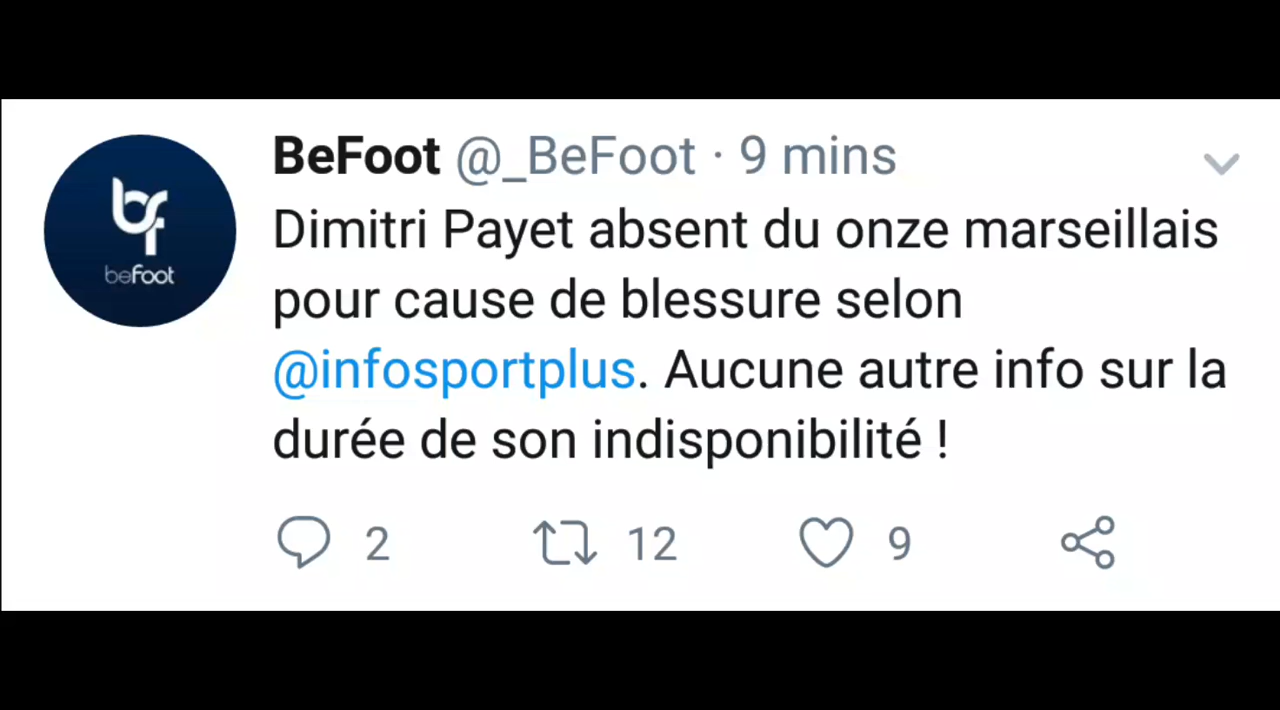 BeFoot @_BeFoot · 9 mins
Dimitri Payet absent du onze marseillais
pour cause de blessure selon
@infosportplus. Aucune autre info sur la
durée de son indisponibilité !
bf
befoot
2 12 9